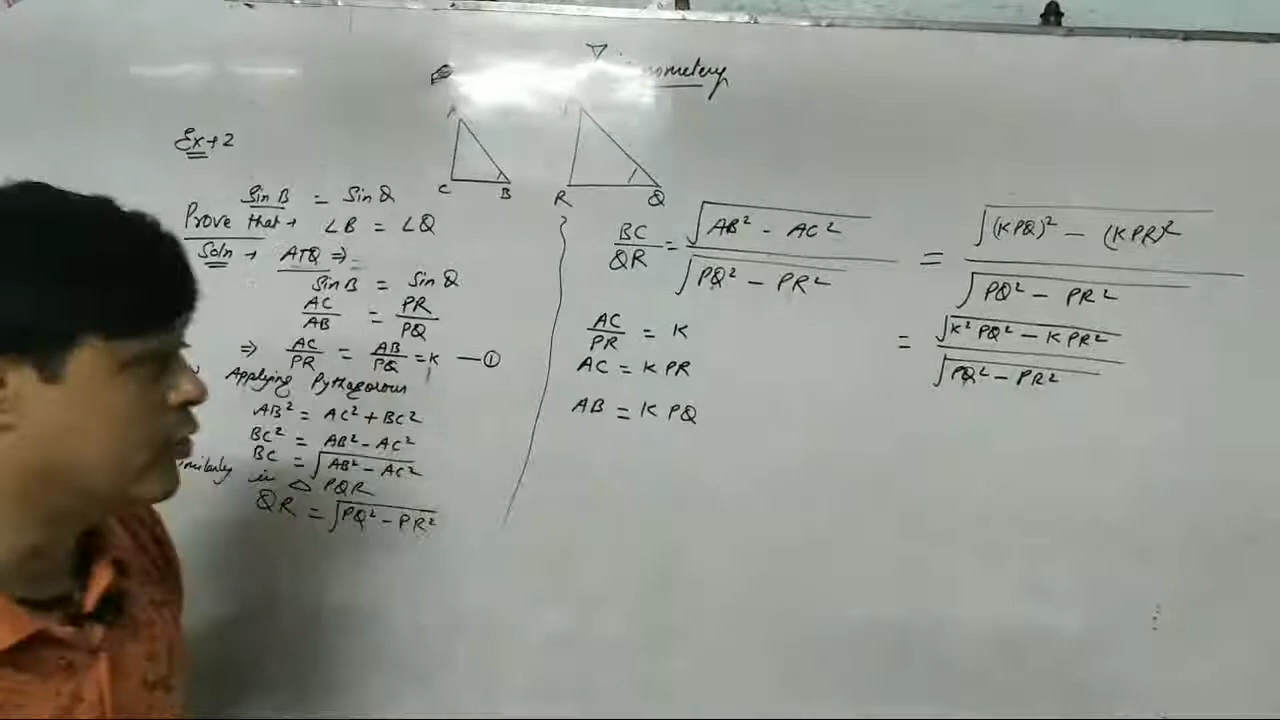 Ex→2
A
C B
R Q
Sin B = Sin Q
Prove that → ∠B = ∠Q
Soln → ATQ ⇒
Sin B = Sin Q
AC/AB = PR/PQ
⇒ AC/PR = AB/PQ = K —①
Applying Pythagorous
AB² = AC² + BC²
BC² = AB² - AC²
BC = √(AB² - AC²)
in △ PQR
QR = √(PQ² - PR²)
BC/QR = √(AB² - AC²)/√(PQ² - PR²) = √((KPQ)² - (KPR)²)/√(PQ² - PR²)
AC/PR = K
AC = K PR
AB = K PQ
= √(K² PQ² - K PR²)/√(PQ² - PR²)